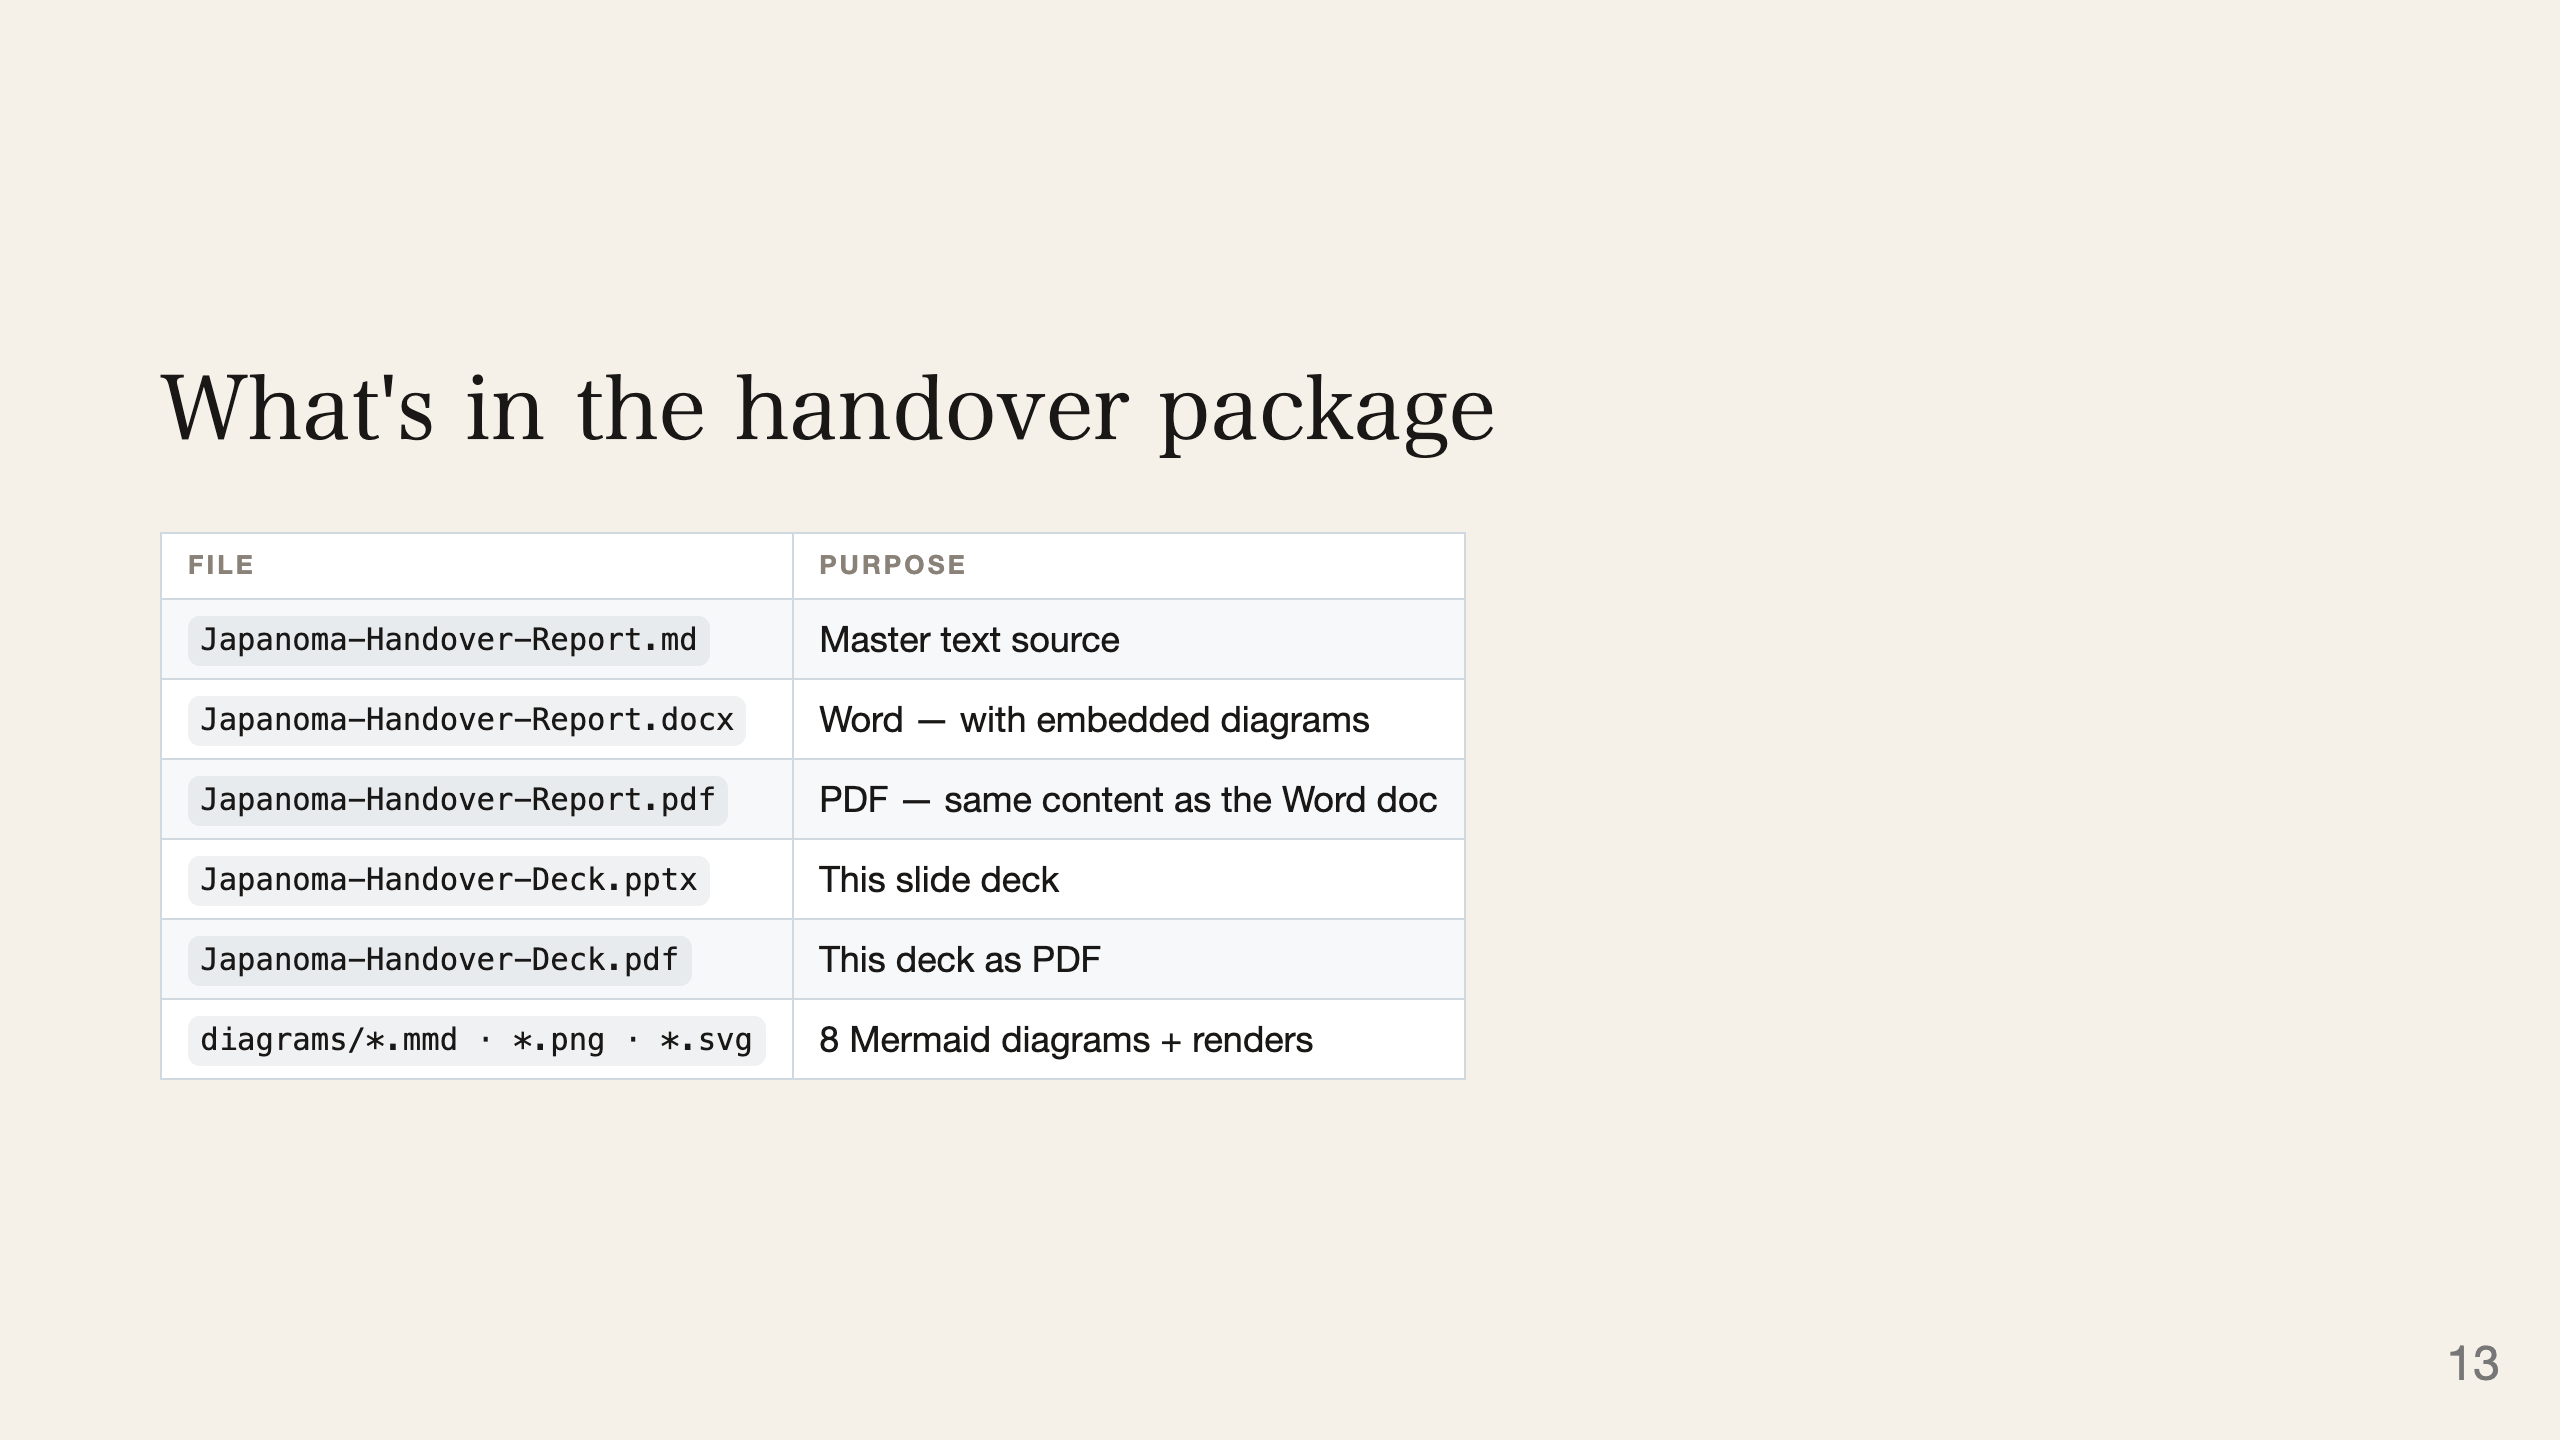 What's in the handover package
FILE PURPOSE
Japanoma-Handover-Report.md Master text source
Japanoma-Handover-Report.docx Word — with embedded diagrams
Japanoma-Handover-Report.pdf PDF — same content as the Word doc
Japanoma-Handover-Deck.pptx This slide deck
Japanoma-Handover-Deck.pdf This deck as PDF
diagrams/*.mmd · *.png · *.svg 8 Mermaid diagrams + renders
13